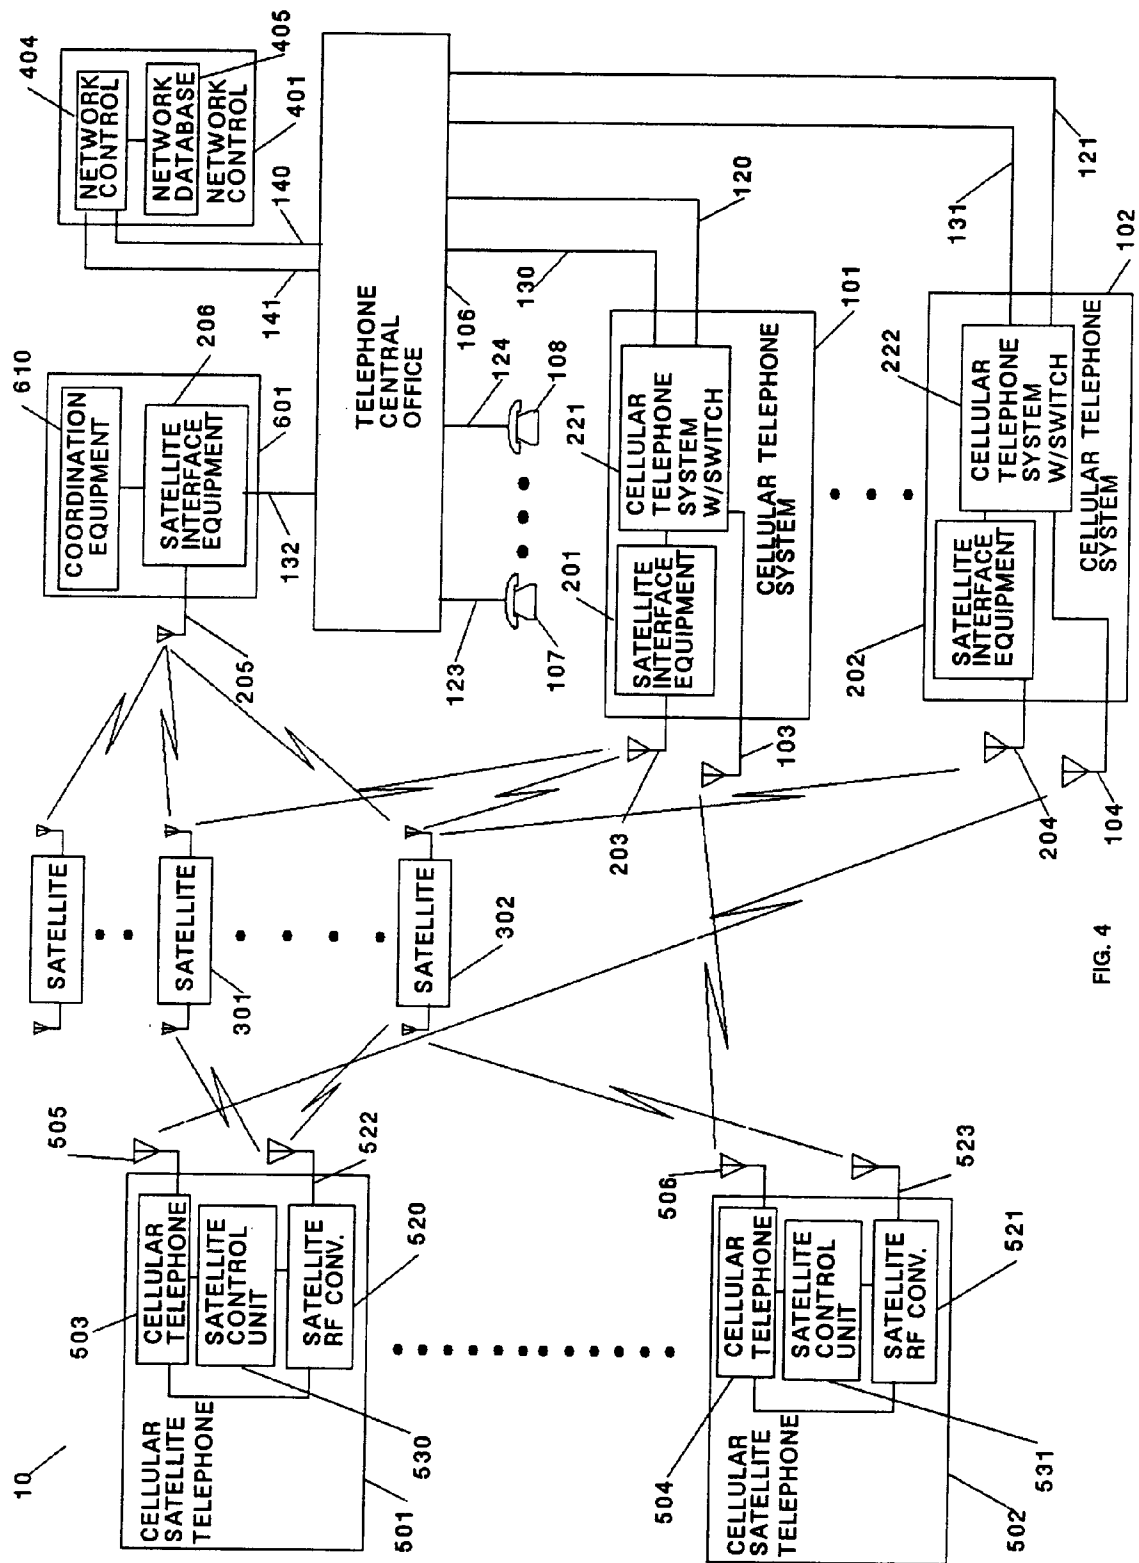 10
CELLULAR
SATELLITE
TELEPHONE
501
CELLULAR
TELEPHONE
503
SATELLITE
CONTROL
UNIT
530
SATELLITE
RF CONV.
520
505
522
CELLULAR
SATELLITE
TELEPHONE
502
CELLULAR
TELEPHONE
504
SATELLITE
CONTROL
UNIT
531
SATELLITE
RF CONV.
521
506
523
SATELLITE
SATELLITE
301
SATELLITE
302
205
203
103
204
104
COORDINATION
EQUIPMENT
610
SATELLITE
INTERFACE
EQUIPMENT
206
601
132
NETWORK
CONTROL
404
NETWORK
DATABASE
405
NETWORK
CONTROL
401
140
141
TELEPHONE
CENTRAL
OFFICE
106
123
107
124
108
130
120
131
121
SATELLITE
INTERFACE
EQUIPMENT
201
CELLULAR
TELEPHONE
SYSTEM
W/SWITCH
221
CELLULAR TELEPHONE
SYSTEM
101
SATELLITE
INTERFACE
EQUIPMENT
202
CELLULAR
TELEPHONE
SYSTEM
W/SWITCH
222
CELLULAR TELEPHONE
SYSTEM
102
FIG. 4